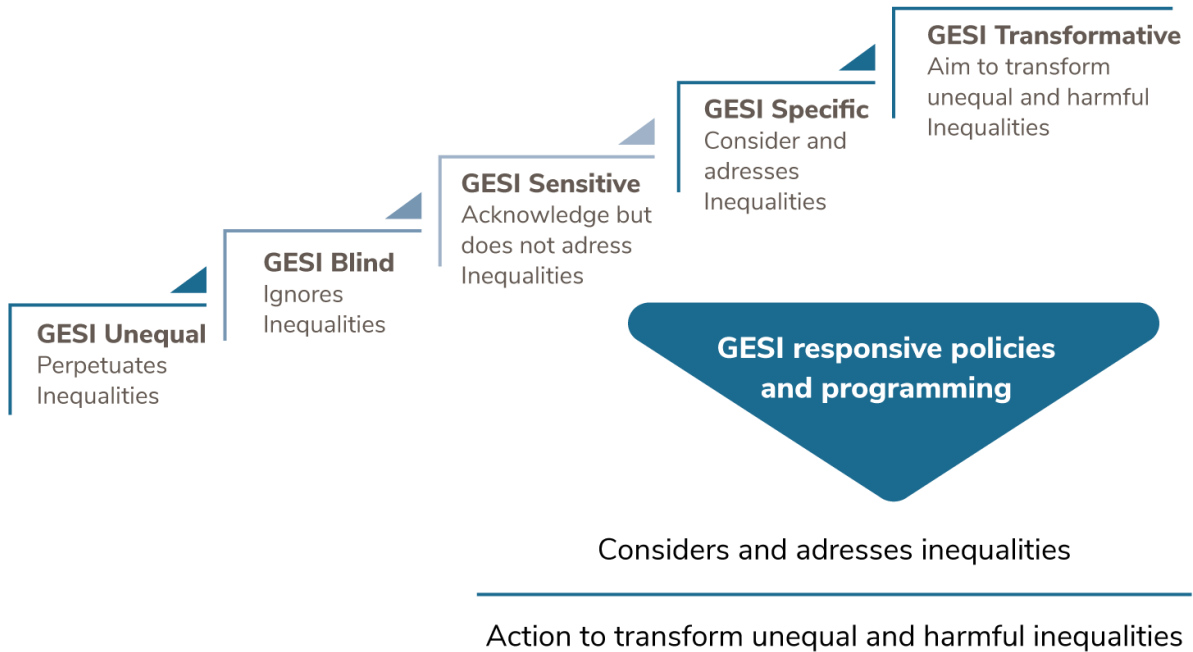 GESI Unequal
Perpetuates
Inequalities
GESI Blind
Ignores
Inequalities
GESI Sensitive
Acknowledge but
does not adress
Inequalities
GESI Specific
Consider and
adresses
Inequalities
GESI Transformative
Aim to transform
unequal and harmful
Inequalities
GESI responsive policies
and programming
Considers and adresses inequalities
Action to transform unequal and harmful inequalities